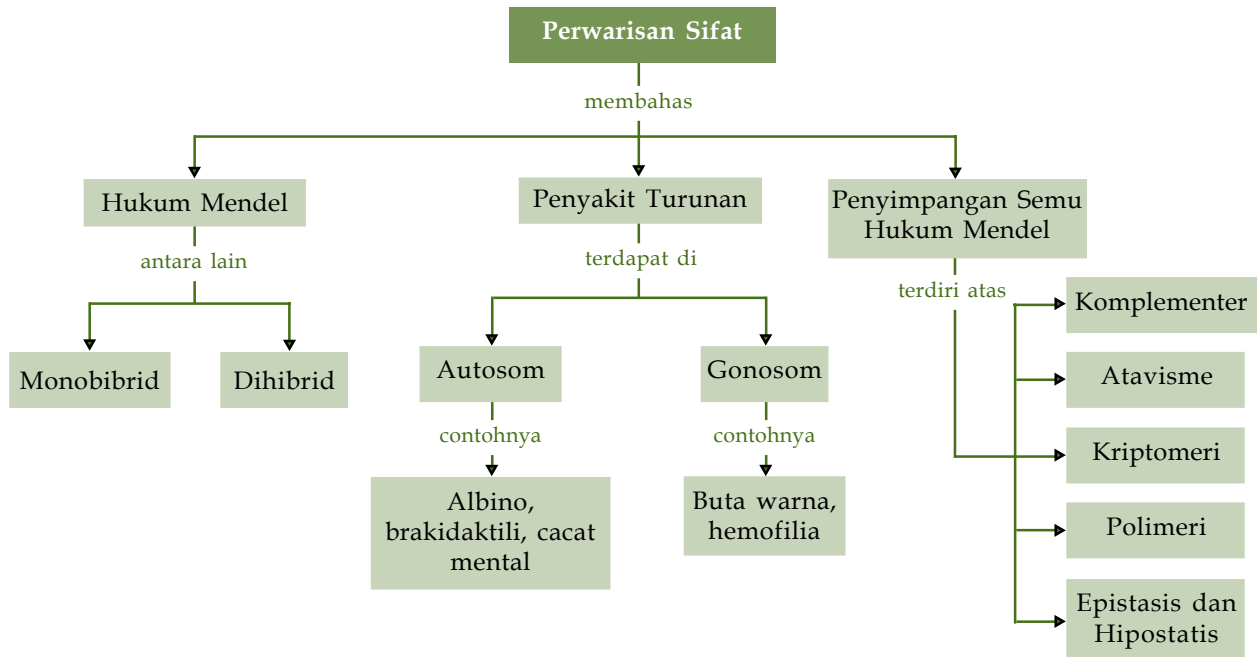 Perwarisan Sifat
membahas
Hukum Mendel
antara lain
Monobibrid
Dihibrid
Penyakit Turunan
terdapat di
Autosom
contohnya
Albino,
brakidaktili, cacat
mental
Gonosom
contohnya
Buta warna,
hemofilia
Penyimpangan Semu
Hukum Mendel
terdiri atas
Komplementer
Atavisme
Kriptomeri
Polimeri
Epistasis dan
Hipostatis